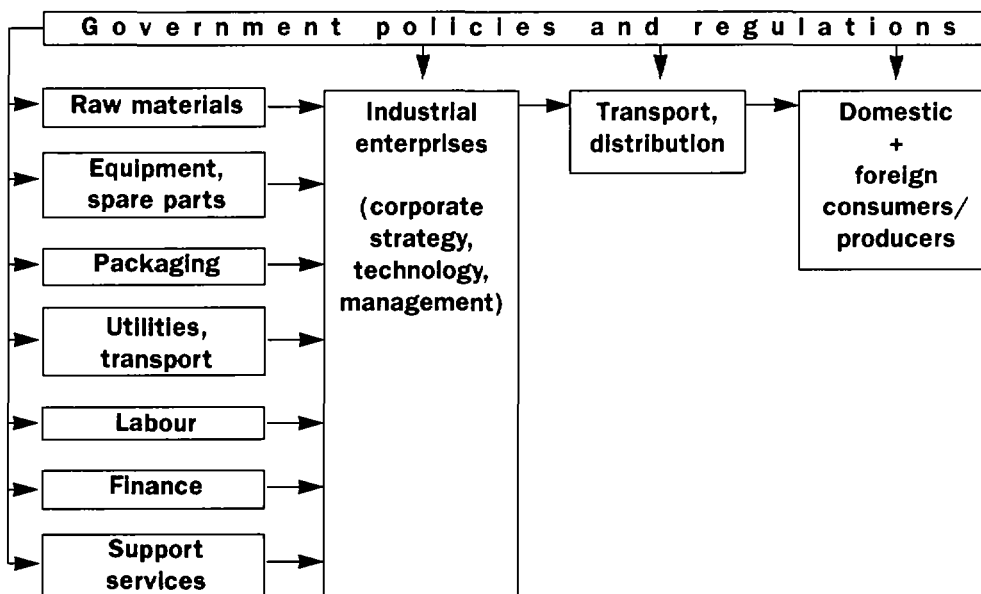 Government policies and regulations
Raw materials
Equipment,
spare parts
Packaging
Utilities,
transport
Labour
Finance
Support
services
Industrial
enterprises
(corporate
strategy,
technology,
management)
Transport,
distribution
Domestic
+
foreign
consumers/
producers